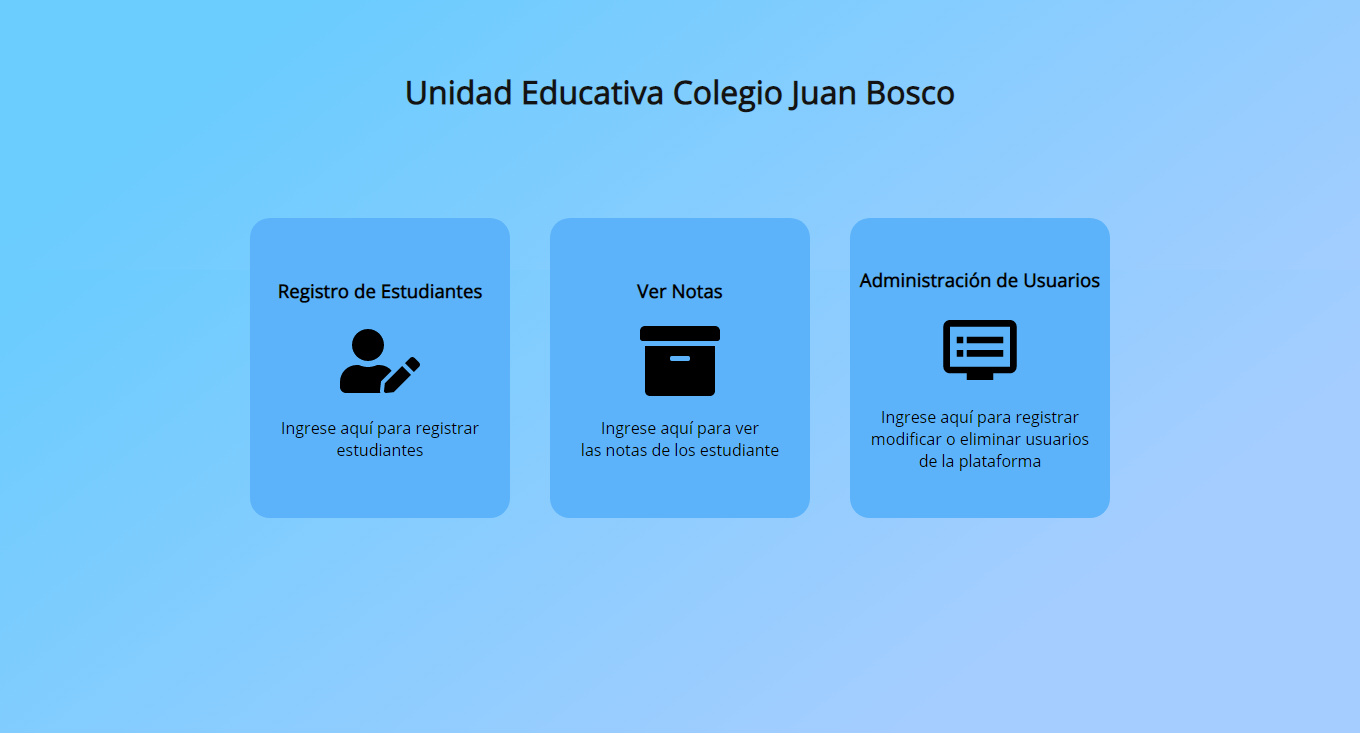 Unidad Educativa Colegio Juan Bosco
Registro de Estudiantes
Ingrese aquí para registrar
estudiantes
Ver Notas
Ingrese aquí para ver
las notas de los estudiante
Administración de Usuarios
Ingrese aquí para registrar
modificar o eliminar usuarios
de la plataforma